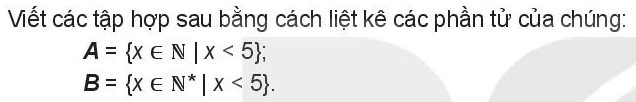 Viết các tập hợp sau bằng cách liệt kê các phần tử của chúng:
A = {x ∈ ℕ | x < 5};
B = {x ∈ ℕ* | x < 5}.